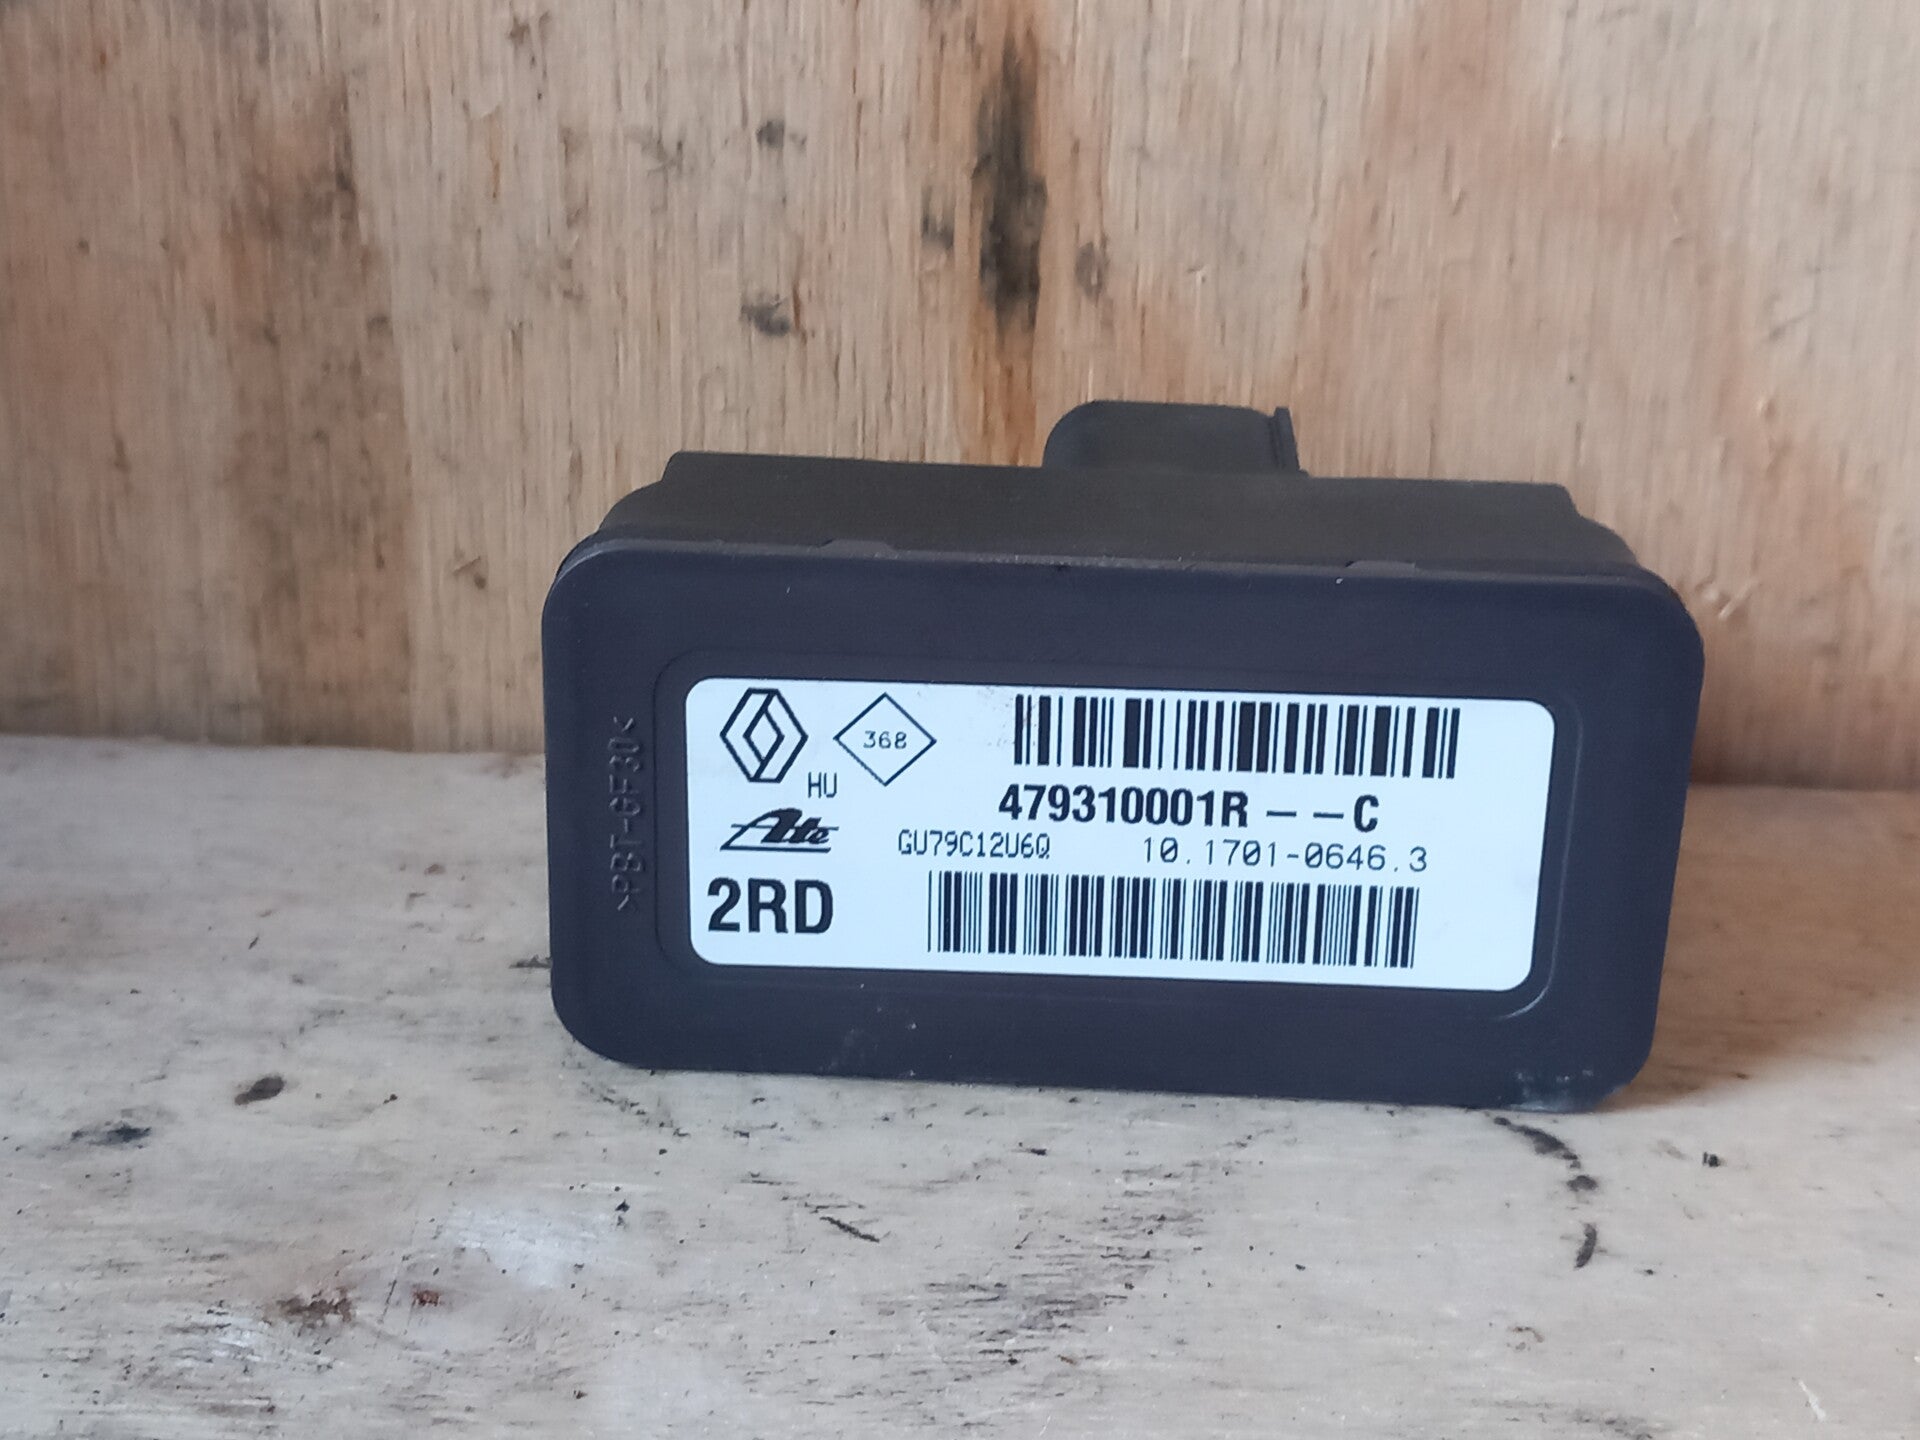 >PBT-GF30<
368
HU
479310001R--C
Ate
GU79C12U6Q 10.1701-0646.3
2RD